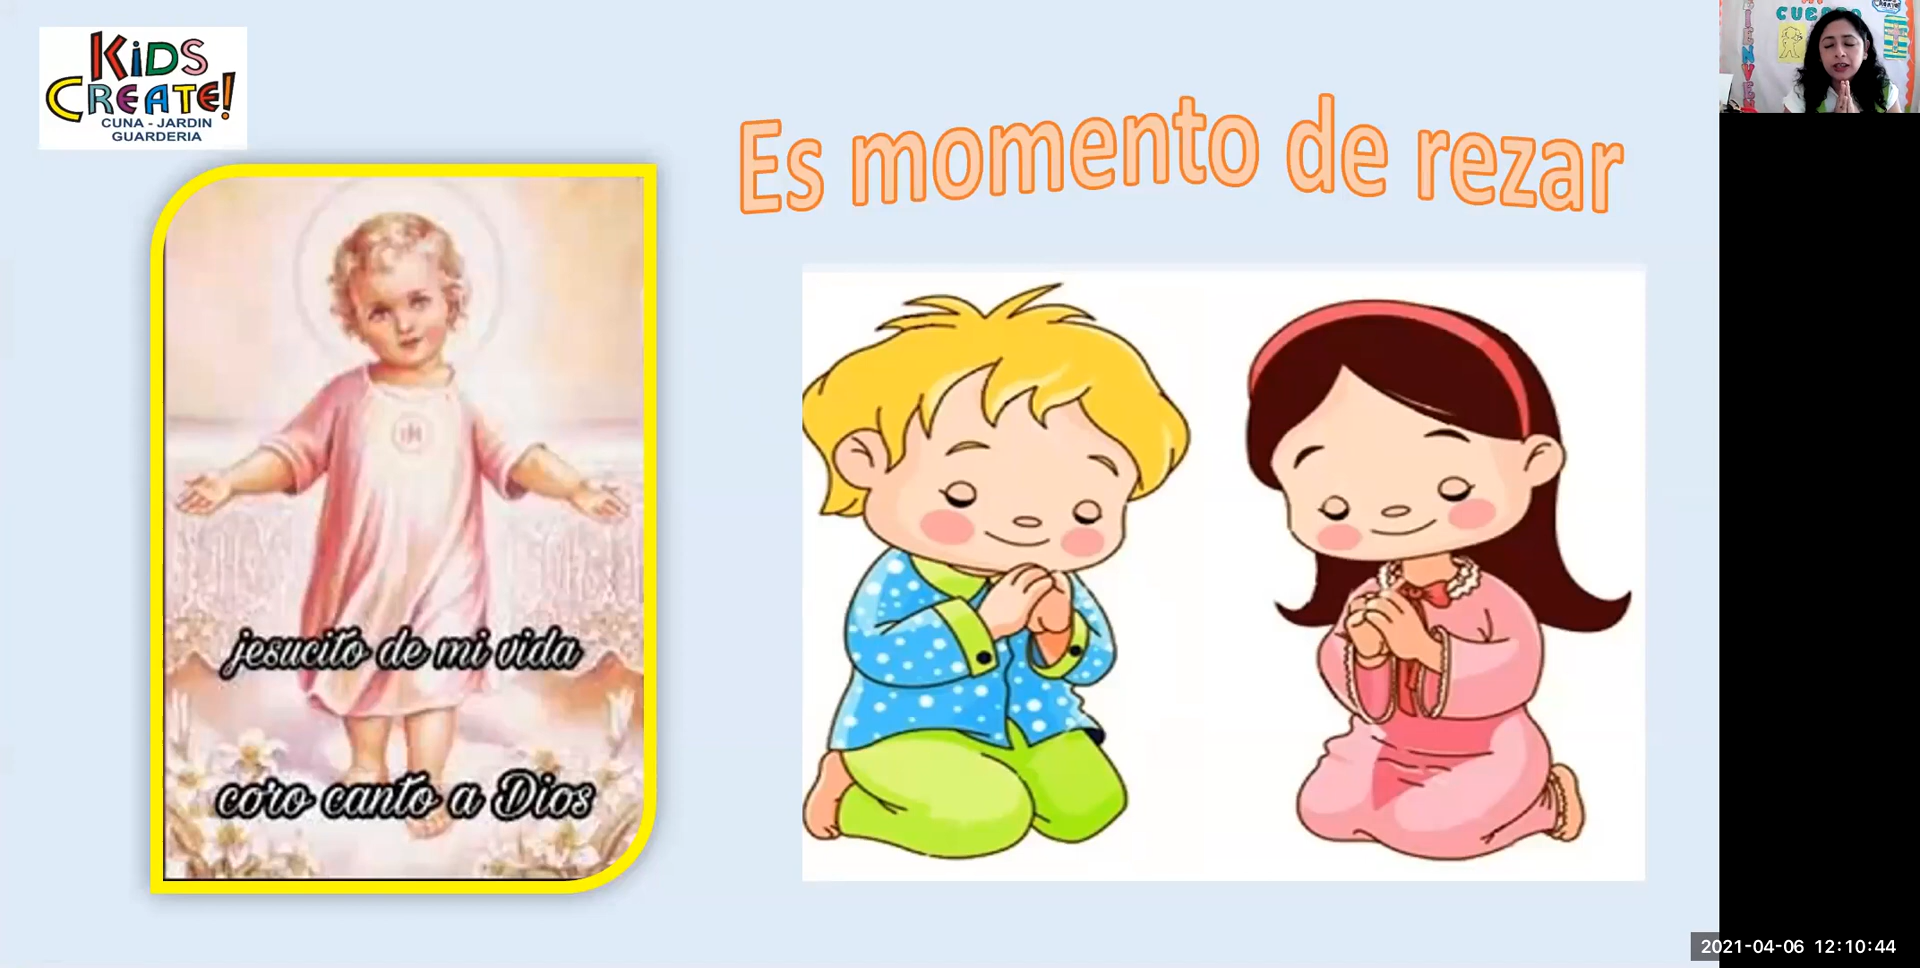 KiDS
CREATE!
CUNA - JARDIN
GUARDERIA
Es momento de rezar
jesucito de mi vida
coro canto a Dios
CUERPO
2021-04-06 12:10:44